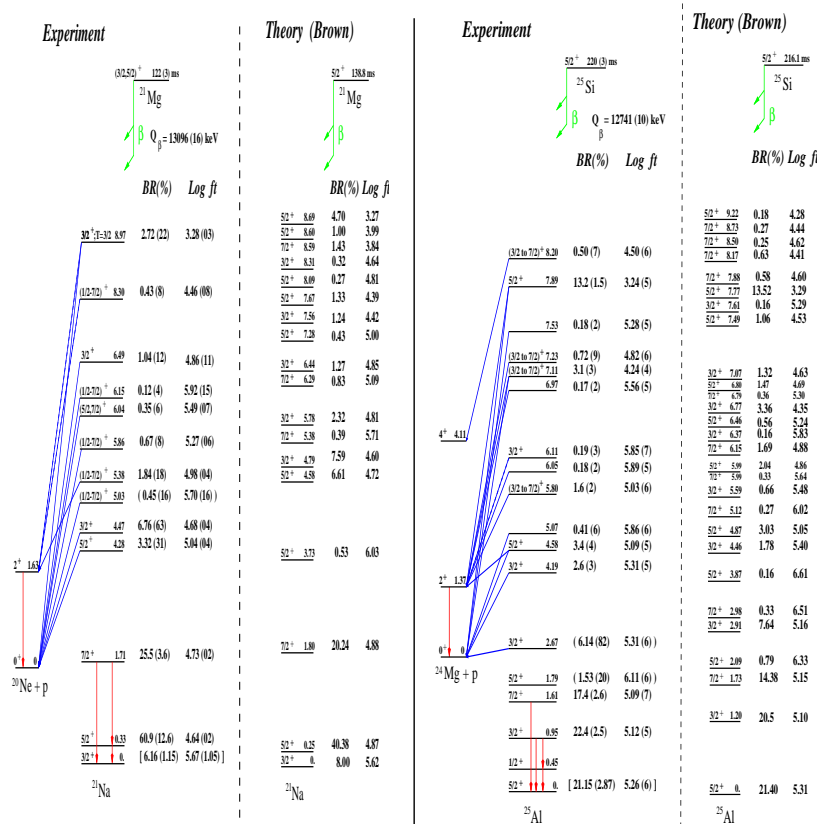 Experiment
(3/2,5/2)+ 122 (3) ms
21Mg
β
Qβ = 13096 (16) keV
BR(%) Log ft
3/2+;T=3/2 8.97 2.72 (22) 3.28 (03)
(1/2-7/2)+ 8.30 0.43 (8) 4.46 (08)
3/2+ 6.49 1.04 (12) 4.86 (11)
(1/2-7/2)+ 6.15 0.12 (4) 5.92 (15)
(5/2,7/2)+ 6.04 0.35 (6) 5.49 (07)
(1/2-7/2)+ 5.86 0.67 (8) 5.27 (06)
(1/2-7/2)+ 5.38 1.84 (18) 4.98 (04)
(1/2-7/2)+ 5.03 ( 0.45 (16) 5.70 (16) )
3/2+ 4.47 6.76 (63) 4.68 (04)
5/2+ 4.28 3.32 (31) 5.04 (04)
2+ 1.63
0+ 0
20Ne + p
7/2+ 1.71 25.5 (3.6) 4.73 (02)
5/2+ 0.33 60.9 (12.6) 4.64 (02)
3/2+ 0. [ 6.16 (1.15) 5.67 (1.05) ]
21Na
Theory (Brown)
5/2+ 138.8 ms
21Mg
β
BR(%) Log ft
5/2+ 8.69 4.70 3.27
5/2+ 8.60 1.00 3.99
7/2+ 8.59 1.43 3.84
3/2+ 8.31 0.32 4.64
5/2+ 8.09 0.27 4.81
5/2+ 7.67 1.33 4.39
3/2+ 7.56 1.24 4.42
5/2+ 7.28 0.43 5.00
3/2+ 6.44 1.27 4.85
7/2+ 6.29 0.83 5.09
3/2+ 5.78 2.32 4.81
7/2+ 5.38 0.39 5.71
3/2+ 4.79 7.59 4.60
5/2+ 4.58 6.61 4.72
5/2+ 3.73 0.53 6.03
7/2+ 1.80 20.24 4.88
5/2+ 0.25 40.38 4.87
3/2+ 0. 8.00 5.62
21Na
Experiment
5/2+ 220 (3) ms
25Si
β
Qβ = 12741 (10) keV
BR(%) Log ft
(3/2 to 7/2)+ 8.20 0.50 (7) 4.50 (6)
5/2+ 7.89 13.2 (1.5) 3.24 (5)
7.53 0.18 (2) 5.28 (5)
(3/2 to 7/2)+ 7.23 0.72 (9) 4.82 (6)
(3/2 to 7/2)+ 7.11 3.1 (3) 4.24 (4)
6.97 0.17 (2) 5.56 (5)
4+ 4.11
3/2+ 6.11 0.19 (3) 5.85 (7)
6.05 0.18 (2) 5.89 (5)
(3/2 to 7/2)+ 5.80 1.6 (2) 5.03 (6)
5.07 0.41 (6) 5.86 (6)
5/2+ 4.58 3.4 (4) 5.09 (5)
3/2+ 4.19 2.6 (3) 5.31 (5)
2+ 1.37
3/2+ 2.67 ( 6.14 (82) 5.31 (6) )
0+ 0
24Mg + p
5/2+ 1.79 ( 1.53 (20) 6.11 (6) )
7/2+ 1.61 17.4 (2.6) 5.09 (7)
3/2+ 0.95 22.4 (2.5) 5.12 (5)
1/2+ 0.45
5/2+ 0. [ 21.15 (2.87) 5.26 (6) ]
25Al
Theory (Brown)
5/2+ 216.1 ms
25Si
β
BR(%) Log ft
5/2+ 9.22 0.18 4.28
7/2+ 8.73 0.27 4.44
7/2+ 8.50 0.25 4.62
7/2+ 8.17 0.63 4.41
7/2+ 7.88 0.58 4.60
5/2+ 7.77 13.52 3.29
3/2+ 7.61 0.16 5.29
5/2+ 7.49 1.06 4.53
3/2+ 7.07 1.32 4.63
5/2+ 6.80 1.47 4.69
7/2+ 6.79 0.36 5.30
3/2+ 6.77 3.36 4.35
5/2+ 6.46 0.56 5.24
3/2+ 6.37 0.16 5.83
7/2+ 6.15 1.69 4.88
5/2+ 5.99 2.04 4.86
7/2+ 5.99 0.33 5.64
3/2+ 5.59 0.66 5.48
7/2+ 5.12 0.27 6.02
5/2+ 4.87 3.03 5.05
3/2+ 4.46 1.78 5.40
5/2+ 3.87 0.16 6.61
7/2+ 2.98 0.33 6.51
3/2+ 2.91 7.64 5.16
5/2+ 2.09 0.79 6.33
7/2+ 1.73 14.38 5.15
3/2+ 1.20 20.5 5.10
5/2+ 0. 21.40 5.31
25Al